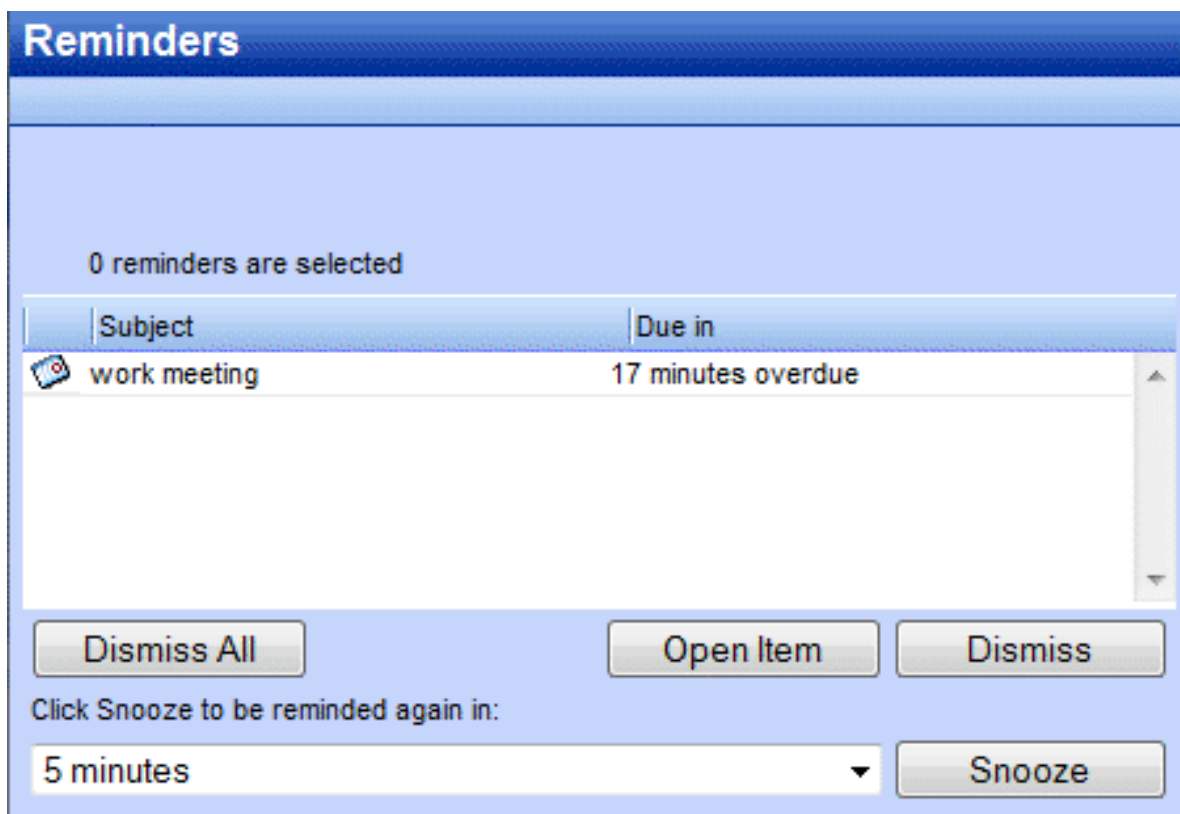 Reminders
0 reminders are selected
Subject Due in
work meeting 17 minutes overdue
Dismiss All Open Item Dismiss
Click Snooze to be reminded again in:
5 minutes Snooze